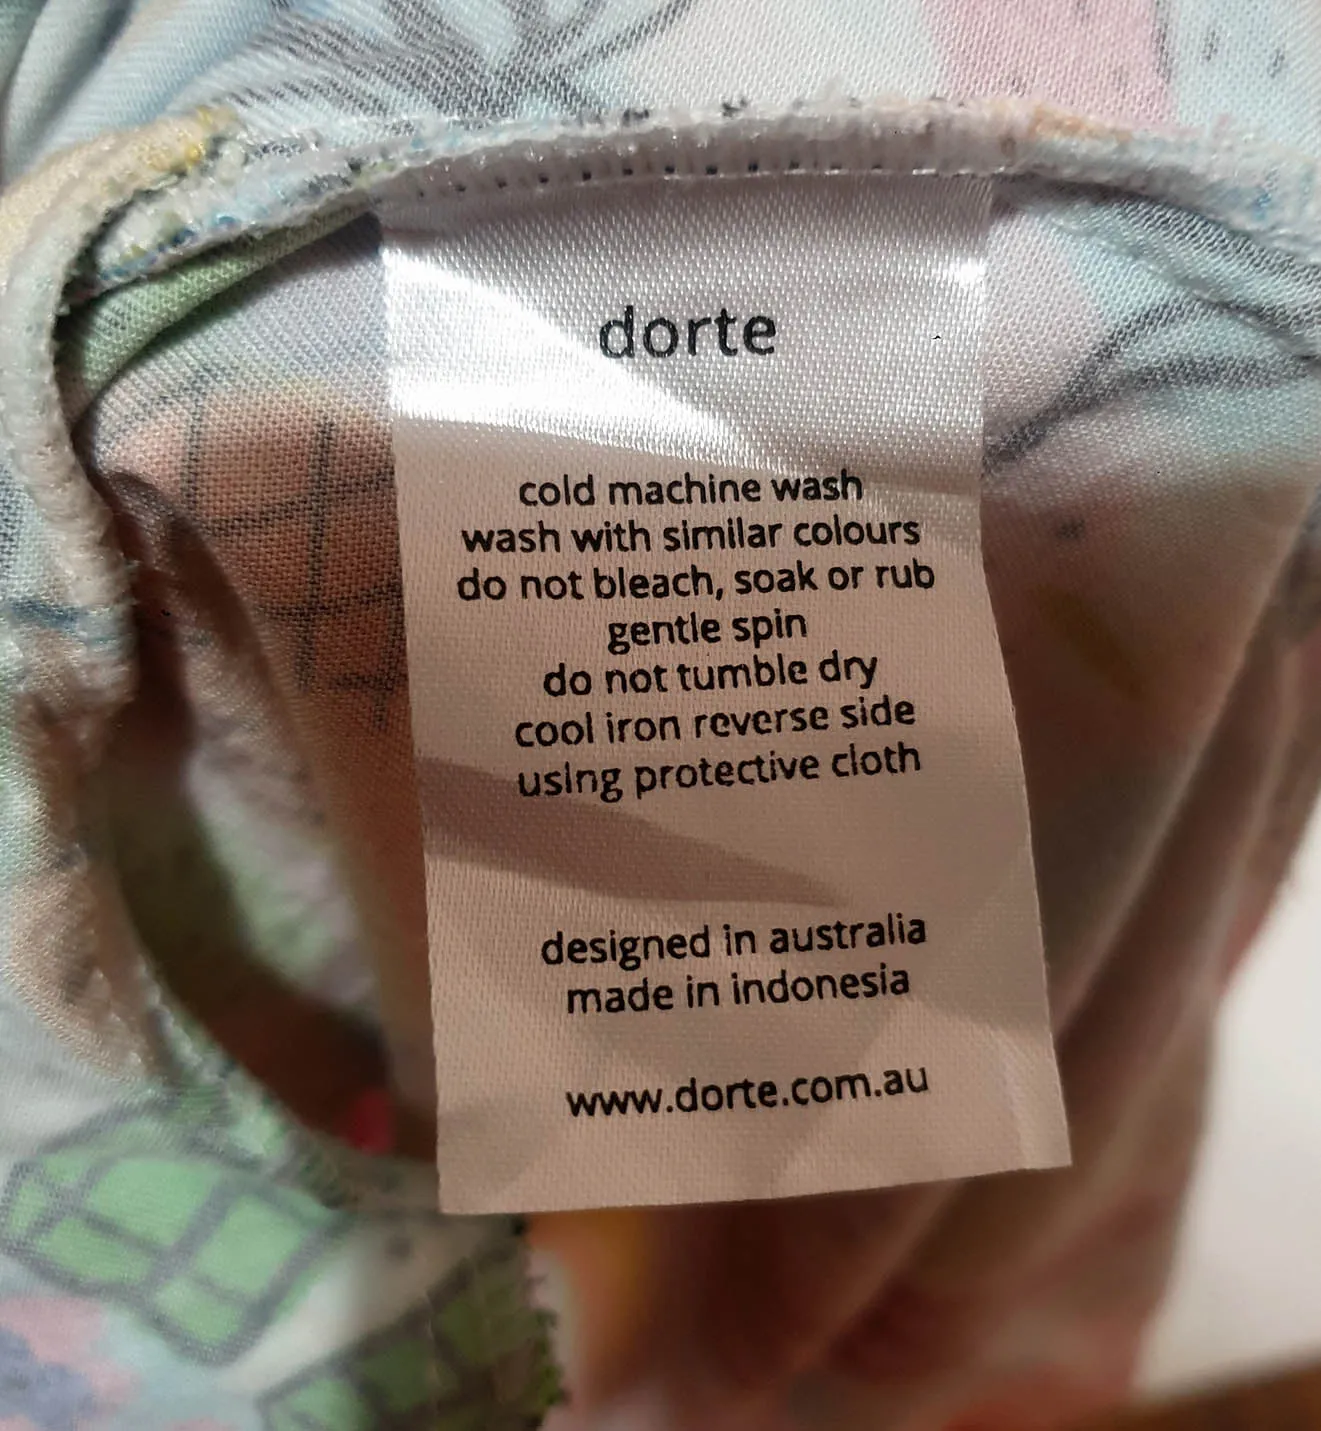 dorte
cold machine wash
wash with similar colours
do not bleach, soak or rub
gentle spin
do not tumble dry
cool iron reverse side
using protective cloth
designed in australia
made in indonesia
www.dorte.com.au